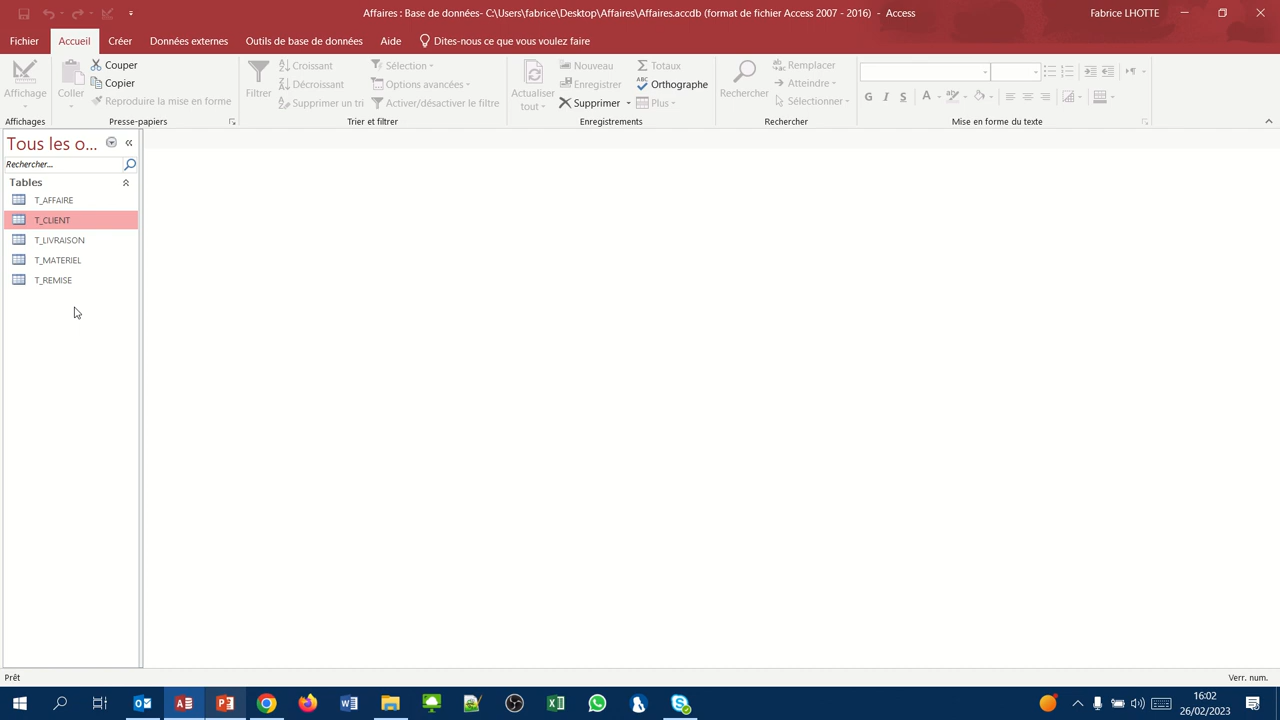 Affaires : Base de données- C:\Users\fabrice\Desktop\Affaires\Affaires.accdb (format de fichier Access 2007 - 2016) - Access
Fabrice LHOTTE
Fichier Accueil Créer Données externes Outils de base de données Aide Dites-nous ce que vous voulez faire
Affichage
Affichages
Coller
Couper
Copier
Reproduire la mise en forme
Presse-papiers
Filtrer
Croissant
Décroissant
Supprimer un tri
Sélection
Options avancées
Activer/désactiver le filtre
Trier et filtrer
Actualiser
tout
Nouveau
Enregistrer
Supprimer
Totaux
Orthographe
Plus
Enregistrements
Rechercher
Remplacer
Atteindre
Sélectionner
Rechercher
G I S A
Mise en forme du texte
Tous les o...
Rechercher...
Tables
T_AFFAIRE
T_CLIENT
T_LIVRAISON
T_MATERIEL
T_REMISE
Prêt
Verr. num.
16:02
26/02/2023